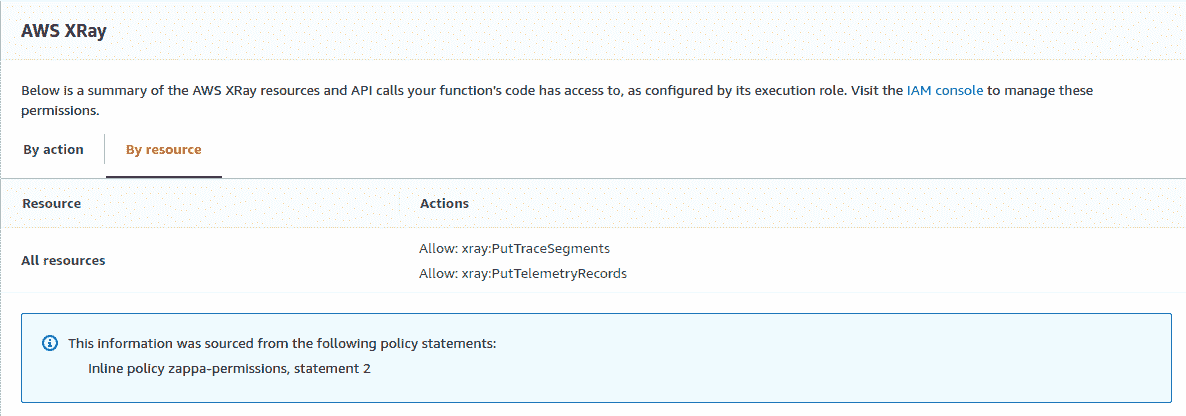 AWS XRay
Below is a summary of the AWS XRay resources and API calls your function's code has access to, as configured by its execution role. Visit the IAM console to manage these
permissions.
By action
By resource
Resource
Actions
All resources
Allow: xray:PutTraceSegments
Allow: xray:PutTelemetryRecords
This information was sourced from the following policy statements:
Inline policy zappa-permissions, statement 2